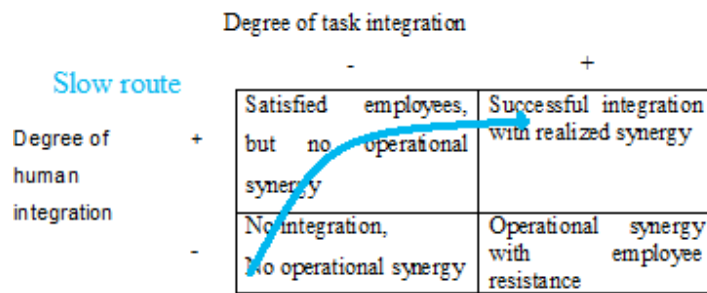 Degree of task integration
- +
Slow route
Degree of human integration
+
-
Satisfied employees,
but no operational
synergy
Successful integration
with realized synergy
No integration,
No operational synergy
Operational synergy
with employee
resistance